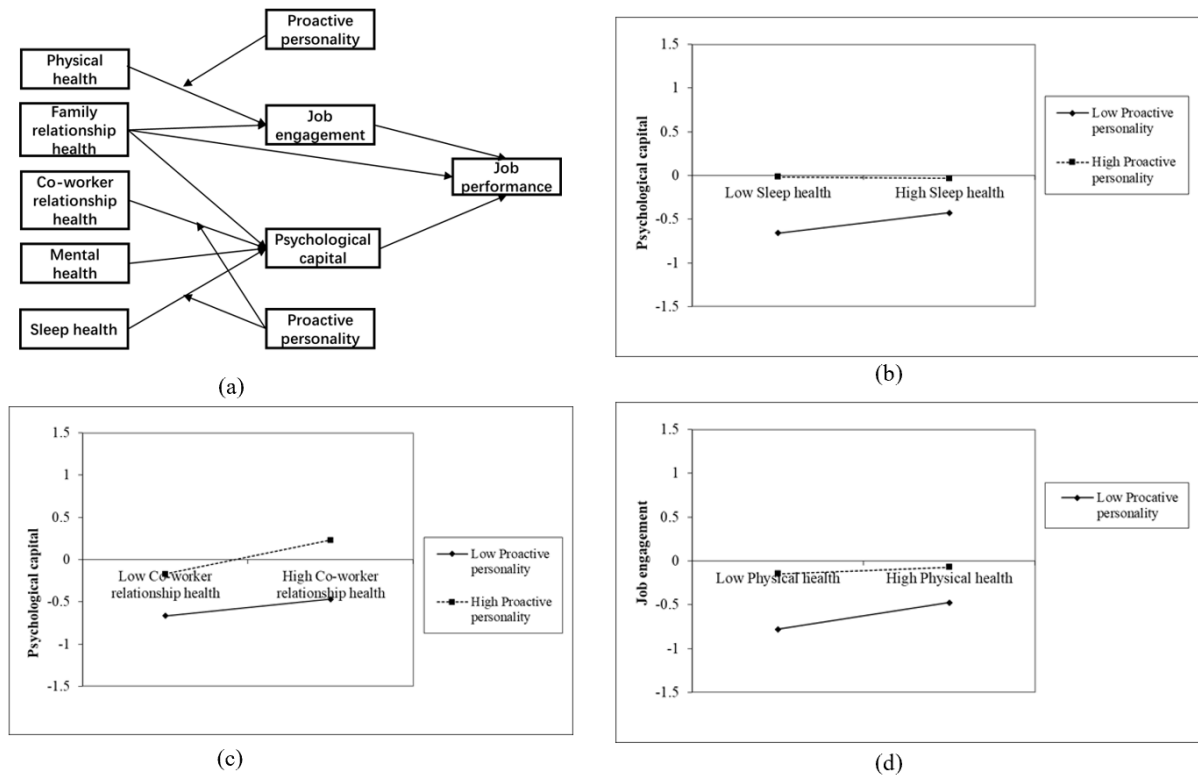 Proactive
personality
Physical
health
Family
relationship
health
Job
engagement
Co-worker
relationship
health
Job
performance
Mental
health
Psychological
capital
Sleep health
Proactive
personality
(a)
1.5
1
0.5
0
-0.5
-1
-1.5
Psychological capital
Low Sleep health
High Sleep health
Low Proactive
personality
High Proactive
personality
(b)
1.5
1
0.5
0
-0.5
-1
-1.5
Psychological capital
Low Co-worker
relationship health
High Co-worker
relationship health
Low Proactive
personality
High Proactive
personality
(c)
1.5
1
0.5
0
-0.5
-1
-1.5
Job engagement
Low Physical health
High Physical health
Low Procative
personality
(d)